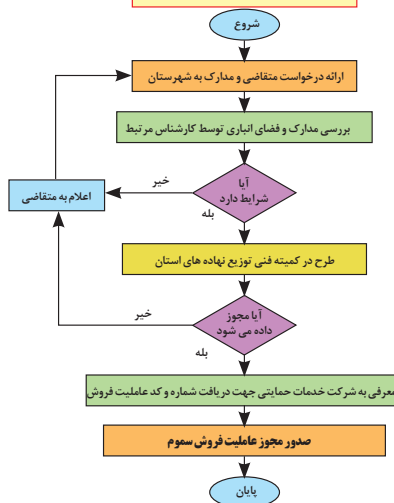 شروع
ارائه درخواست متقاضی و مدارک به شهرستان
بررسی مدارک و فضای انباری توسط کارشناس مرتبط
آیا
شرایط دارد
خیر
اعلام به متقاضی
بله
طرح در کمیته فنی توزیع نهاده های استان
آیا مجوز
داده می شود
خیر
بله
معرفی به شرکت خدمات حمایتی جهت دریافت شماره و کد عاملیت فروش
صدور مجوز عاملیت فروش سموم
پایان